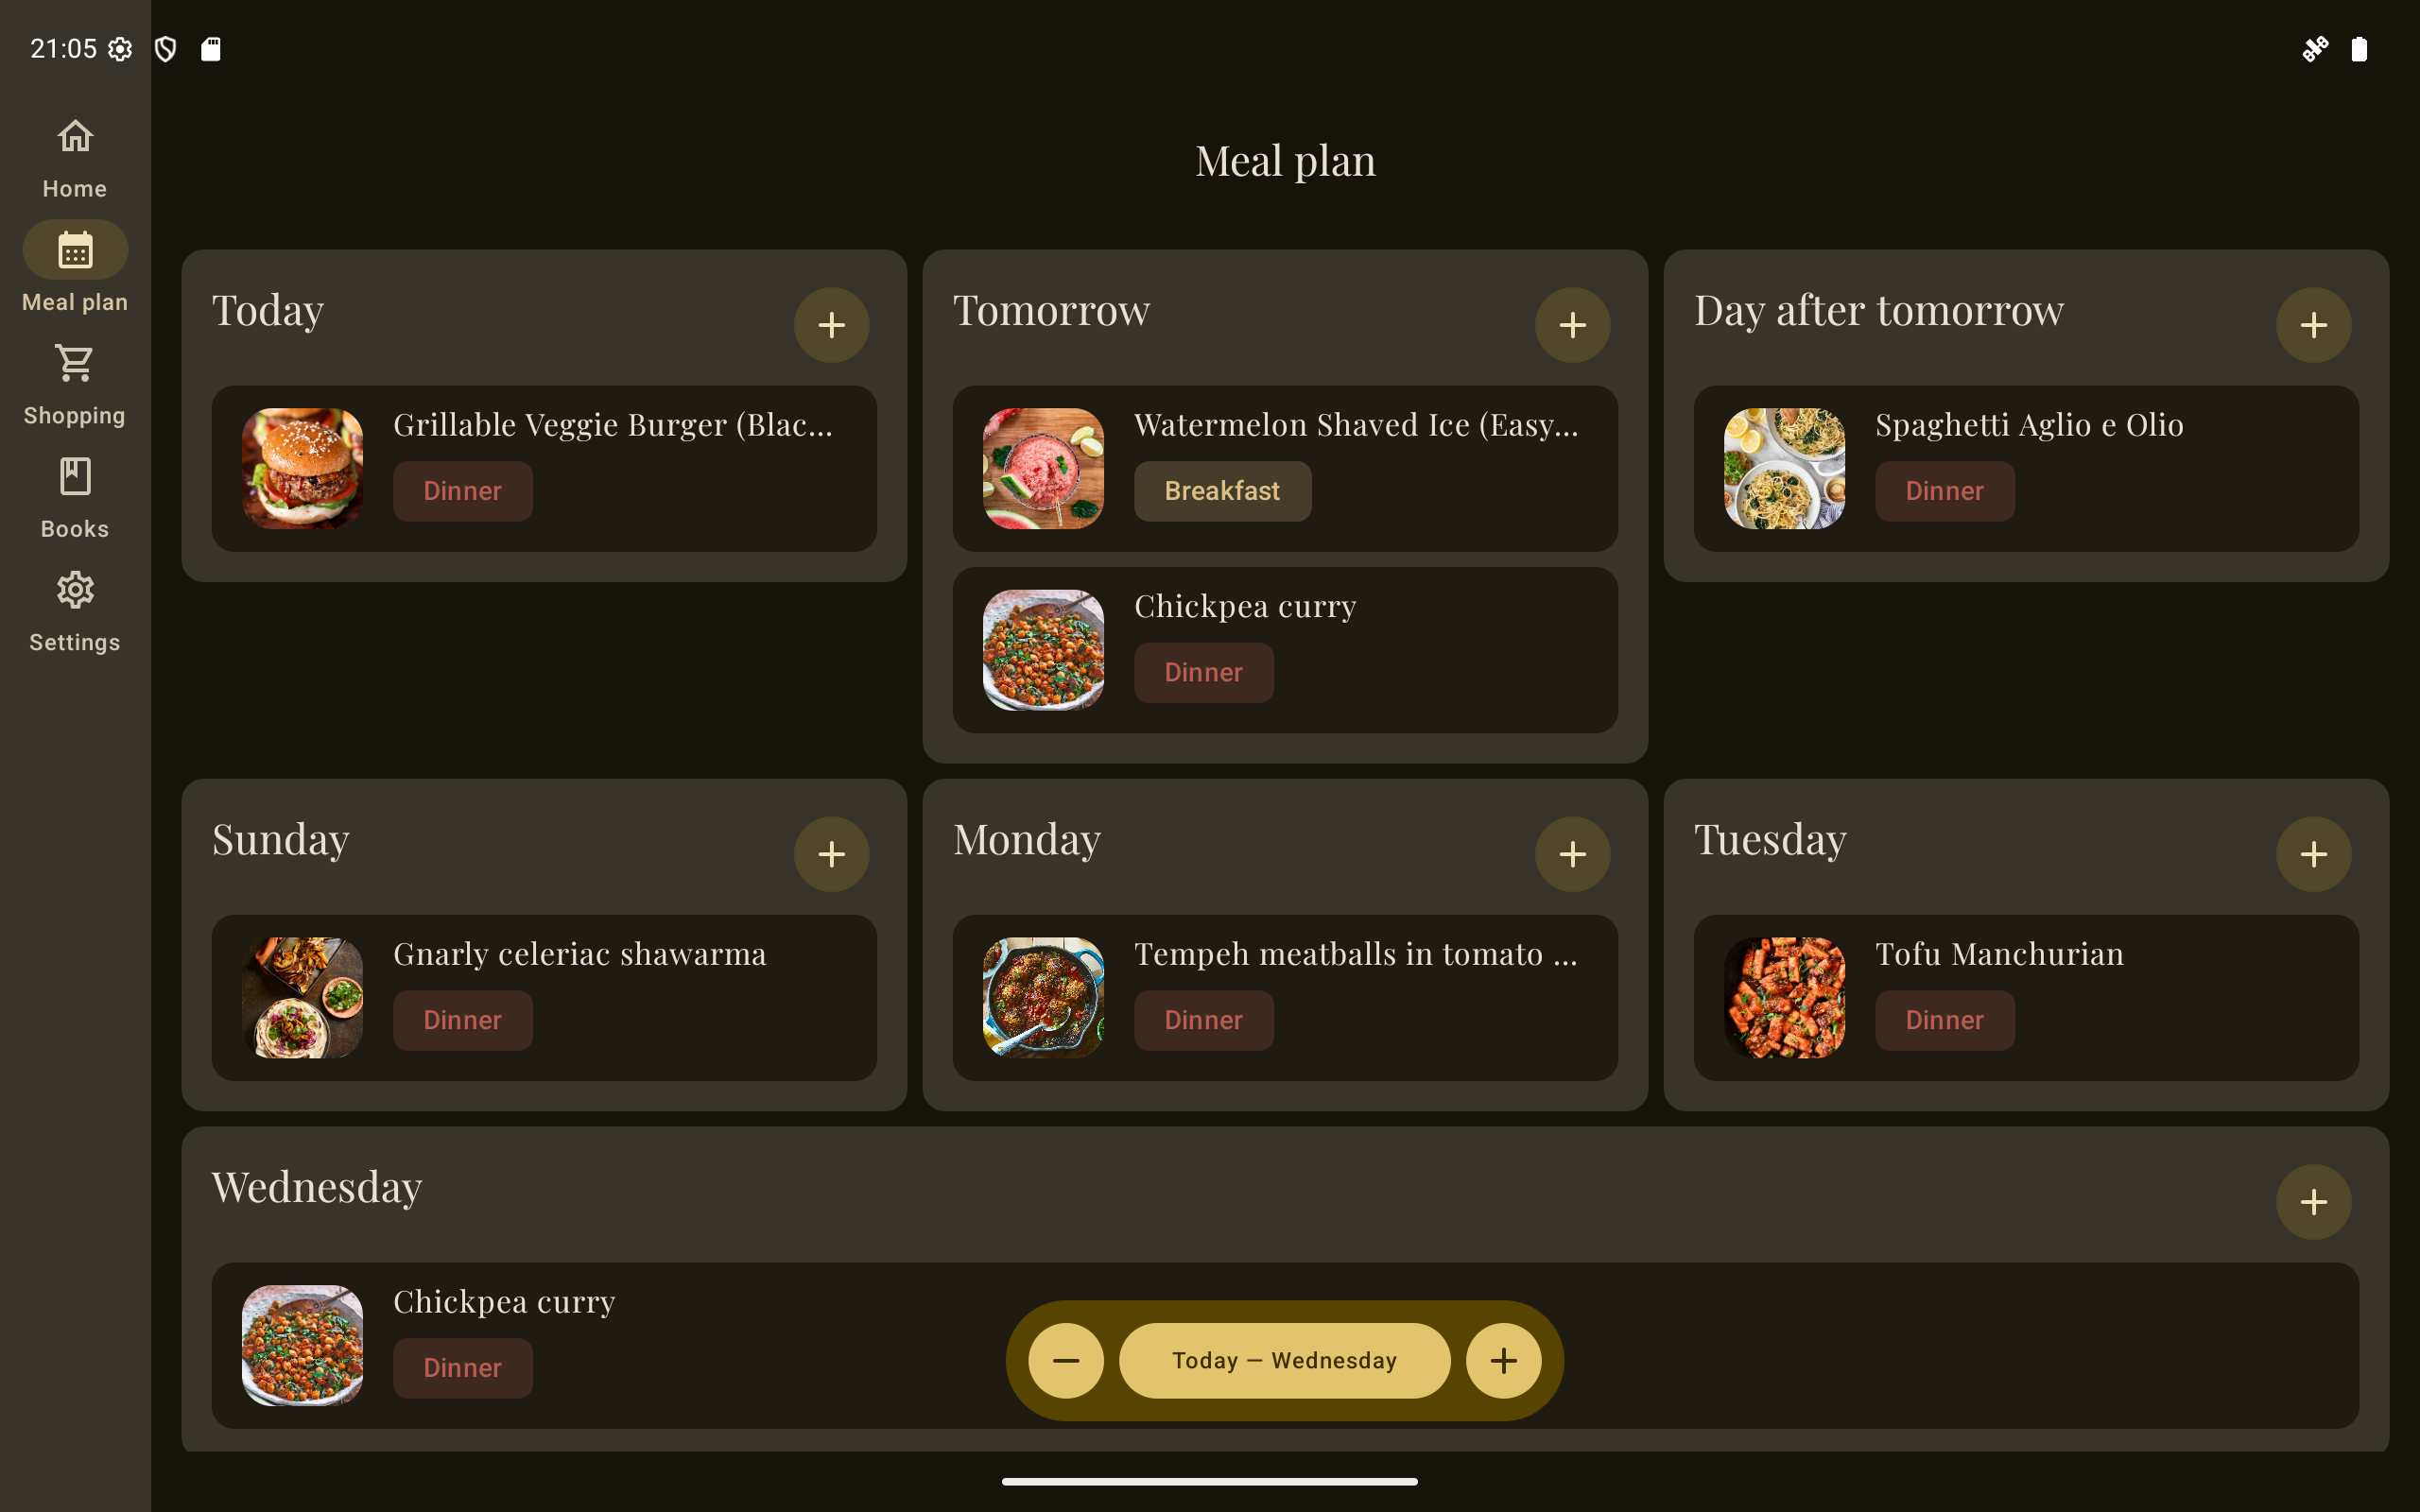 21:05
Home
Meal plan
Shopping
Books
Settings
Meal plan
Today
Grillable Veggie Burger (Blac...
Dinner
Tomorrow
Watermelon Shaved Ice (Easy...
Breakfast
Chickpea curry
Dinner
Day after tomorrow
Spaghetti Aglio e Olio
Dinner
Sunday
Gnarly celeriac shawarma
Dinner
Monday
Tempeh meatballs in tomato ...
Dinner
Tuesday
Tofu Manchurian
Dinner
Wednesday
Chickpea curry
Dinner
Today — Wednesday